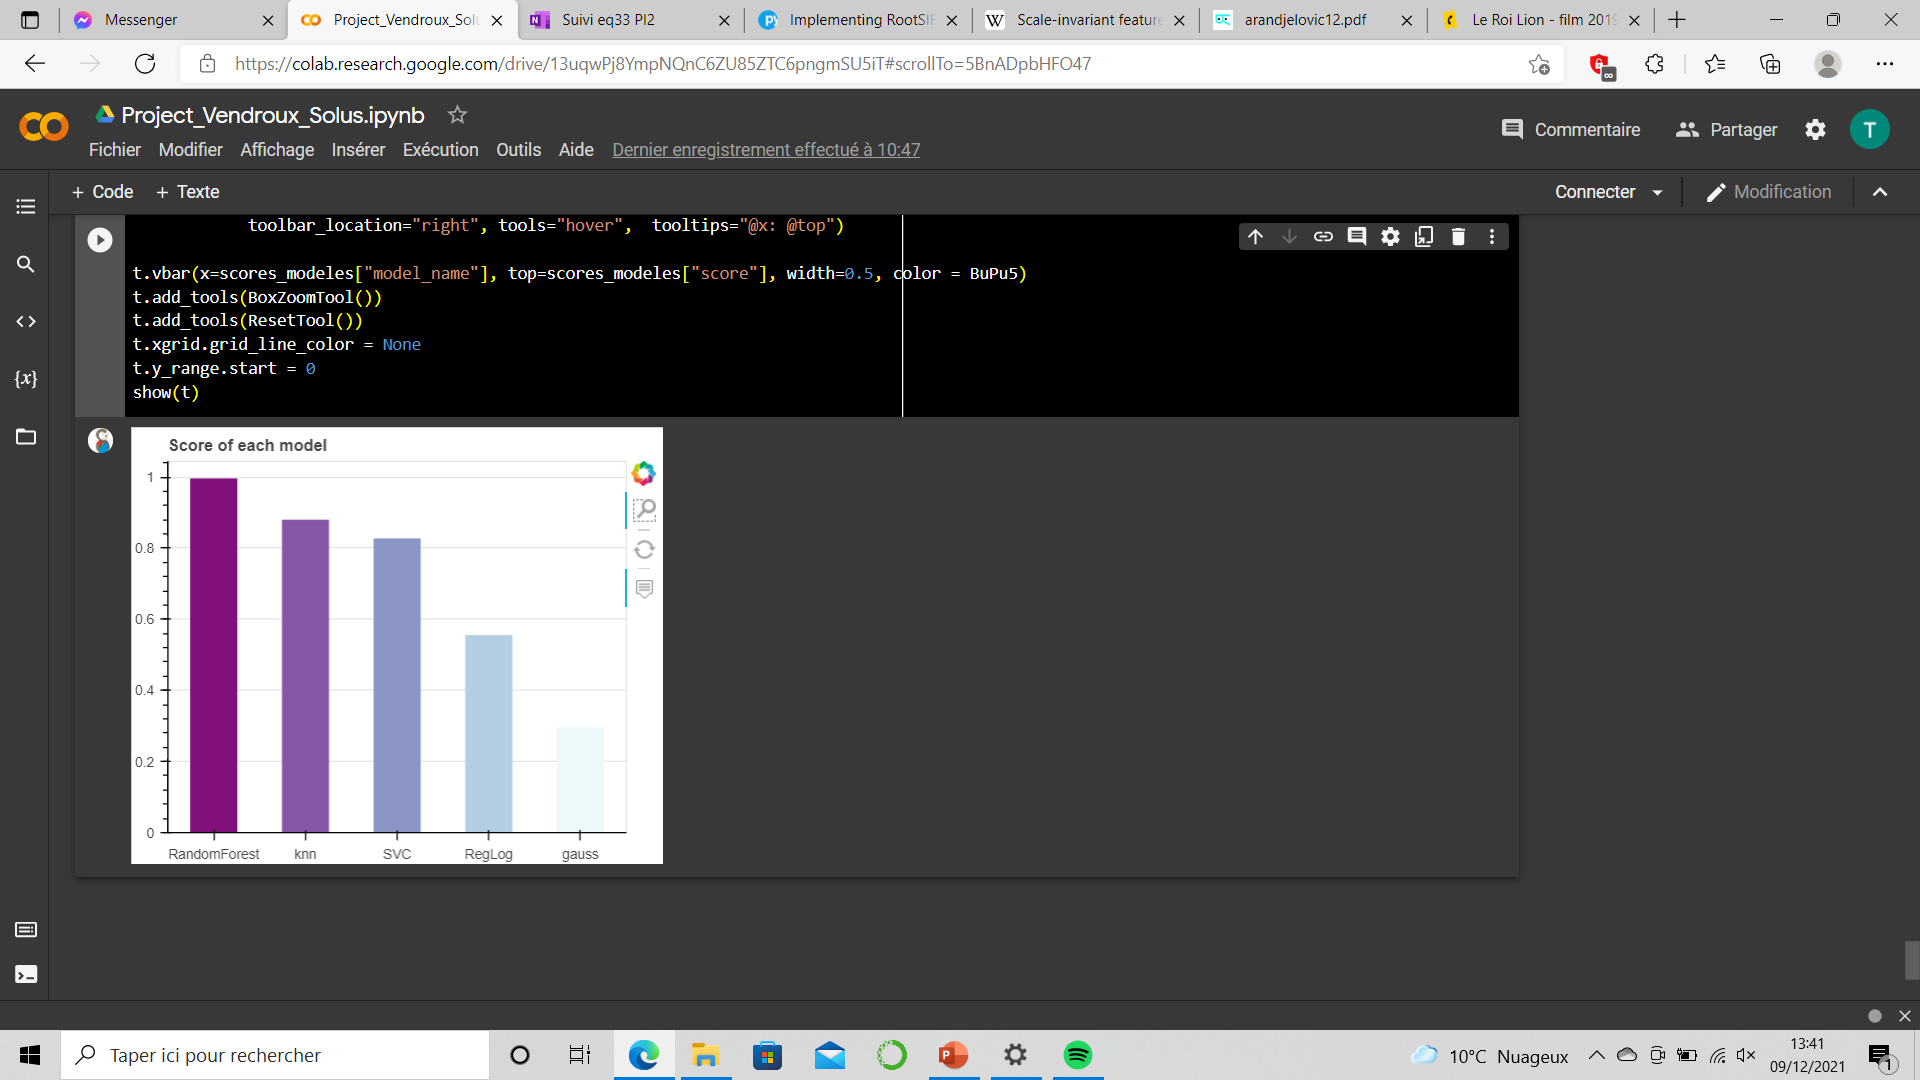 Messenger
Project_Vendroux_Solu
Suivi eq33 PI2
Implementing RootSIF
Scale-invariant feature
arandjelovic12.pdf
Le Roi Lion - film 2019
https://colab.research.google.com/drive/13uqwPj8YmpNQnC6ZU85ZTC6pngmSU5iT#scrollTo=5BnADpbHFO47
Project_Vendroux_Solus.ipynb
Commentaire
Partager
T
Fichier Modifier Affichage Insérer Exécution Outils Aide Dernier enregistrement effectué à 10:47
+ Code + Texte
Connecter
Modification
toolbar_location="right", tools="hover", tooltips="@x: @top")
t.vbar(x=scores_modeles["model_name"], top=scores_modeles["score"], width=0.5, color = BuPu5)
t.add_tools(BoxZoomTool())
t.add_tools(ResetTool())
t.xgrid.grid_line_color = None
t.y_range.start = 0
show(t)
Score of each model
1
0.8
0.6
0.4
0.2
0
RandomForest knn SVC RegLog gauss
Taper ici pour rechercher
10°C Nuageux
13:41
09/12/2021
1